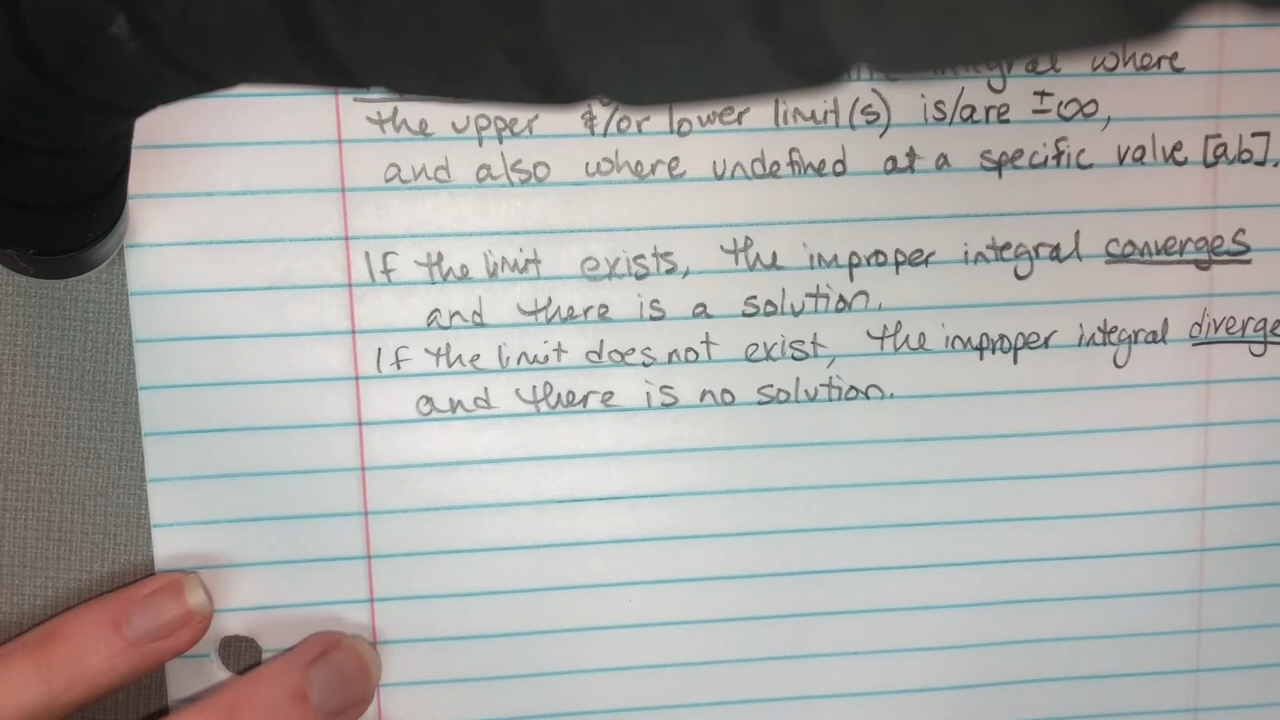 integral where
the upper &/or lower limit(s) is/are ±∞,
and also where undefined at a specific value [a,b].
If the limit exists, the improper integral converges
and there is a solution.
If the limit does not exist, the improper integral diverge
and there is no solution.